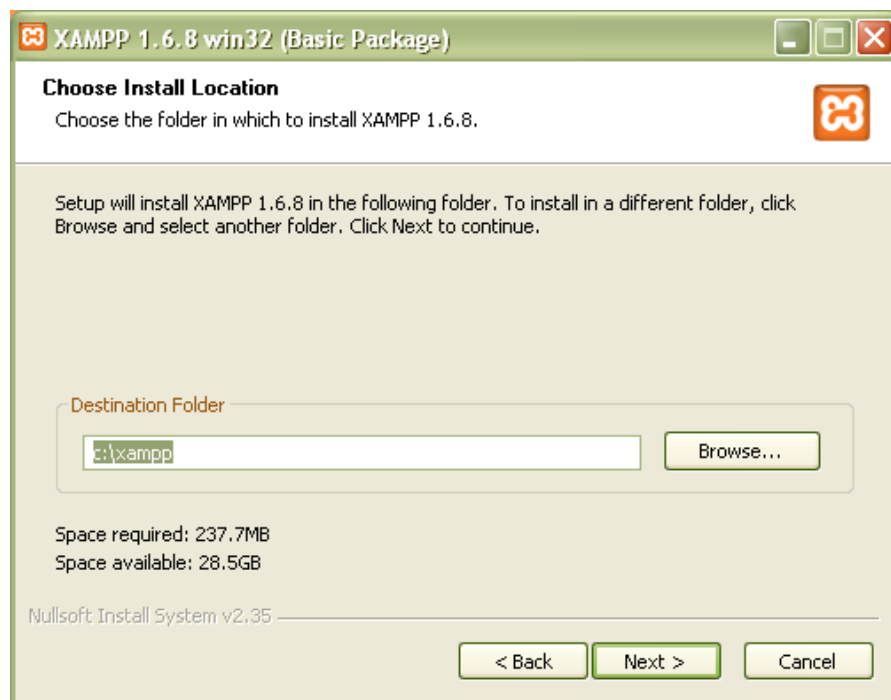 XAMPP 1.6.8 win32 (Basic Package)
Choose Install Location
Choose the folder in which to install XAMPP 1.6.8.
Setup will install XAMPP 1.6.8 in the following folder. To install in a different folder, click
Browse and select another folder. Click Next to continue.
Destination Folder
c:\xampp
Browse...
Space required: 237.7MB
Space available: 28.5GB
Nullsoft Install System v2.35
< Back Next > Cancel